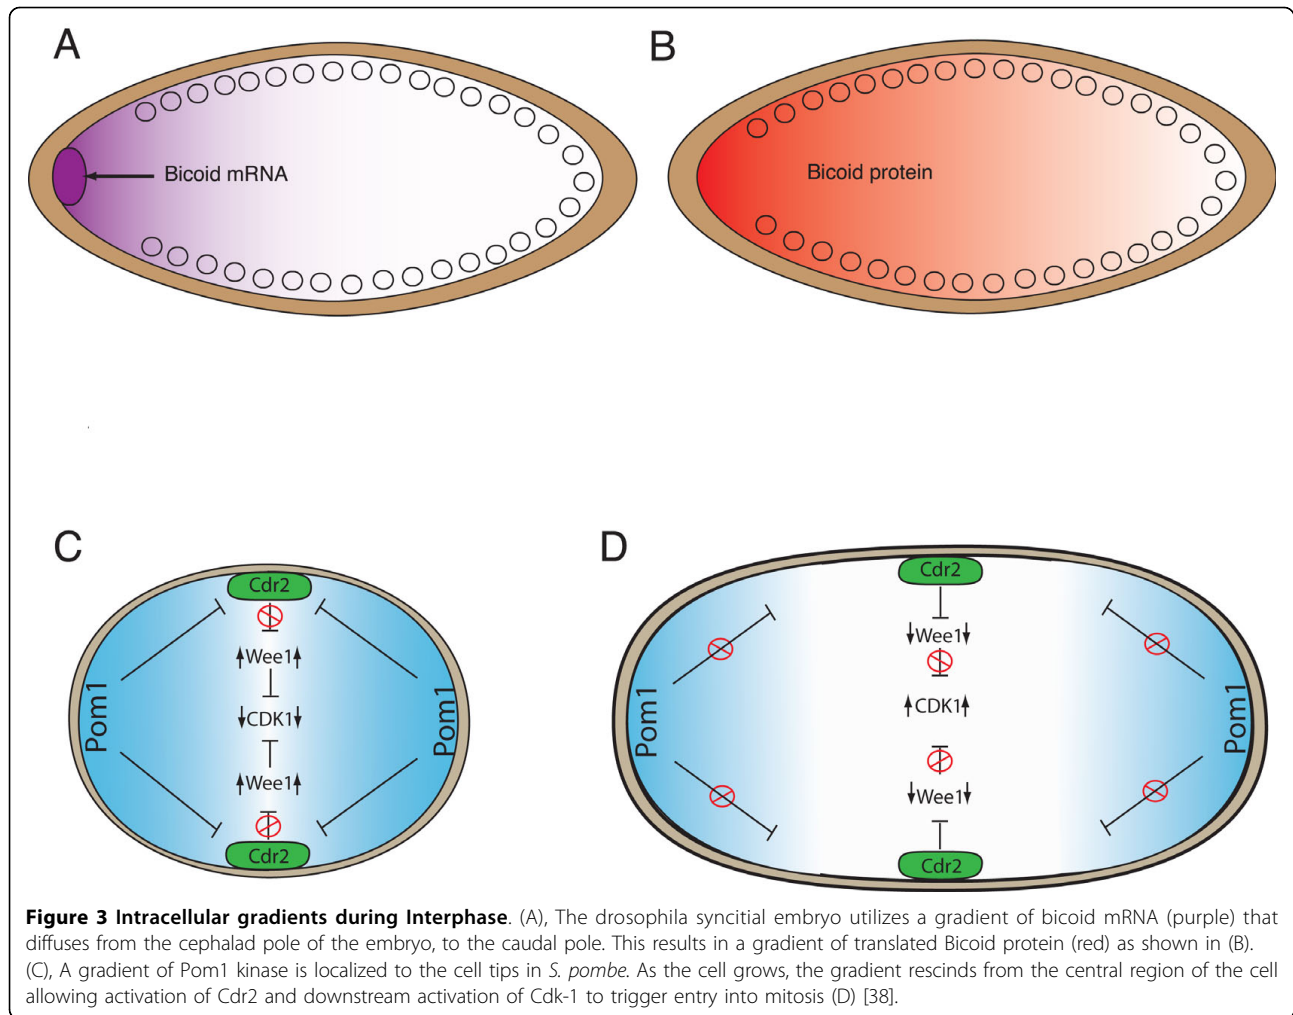 A
B
Bicoid mRNA
Bicoid protein
C
D
Cdr2
Wee1
CDK1
Wee1
Cdr2
Pom1
Pom1
Cdr2
Wee1
CDK1
Wee1
Cdr2
Pom1
Pom1
Figure 3 Intracellular gradients during Interphase. (A), The drosophila syncitial embryo utilizes a gradient of bicoid mRNA (purple) that
diffuses from the cephalad pole of the embryo, to the caudal pole. This results in a gradient of translated Bicoid protein (red) as shown in (B).
(C), A gradient of Pom1 kinase is localized to the cell tips in S. pombe. As the cell grows, the gradient rescinds from the central region of the cell
allowing activation of Cdr2 and downstream activation of Cdk-1 to trigger entry into mitosis (D) [38].